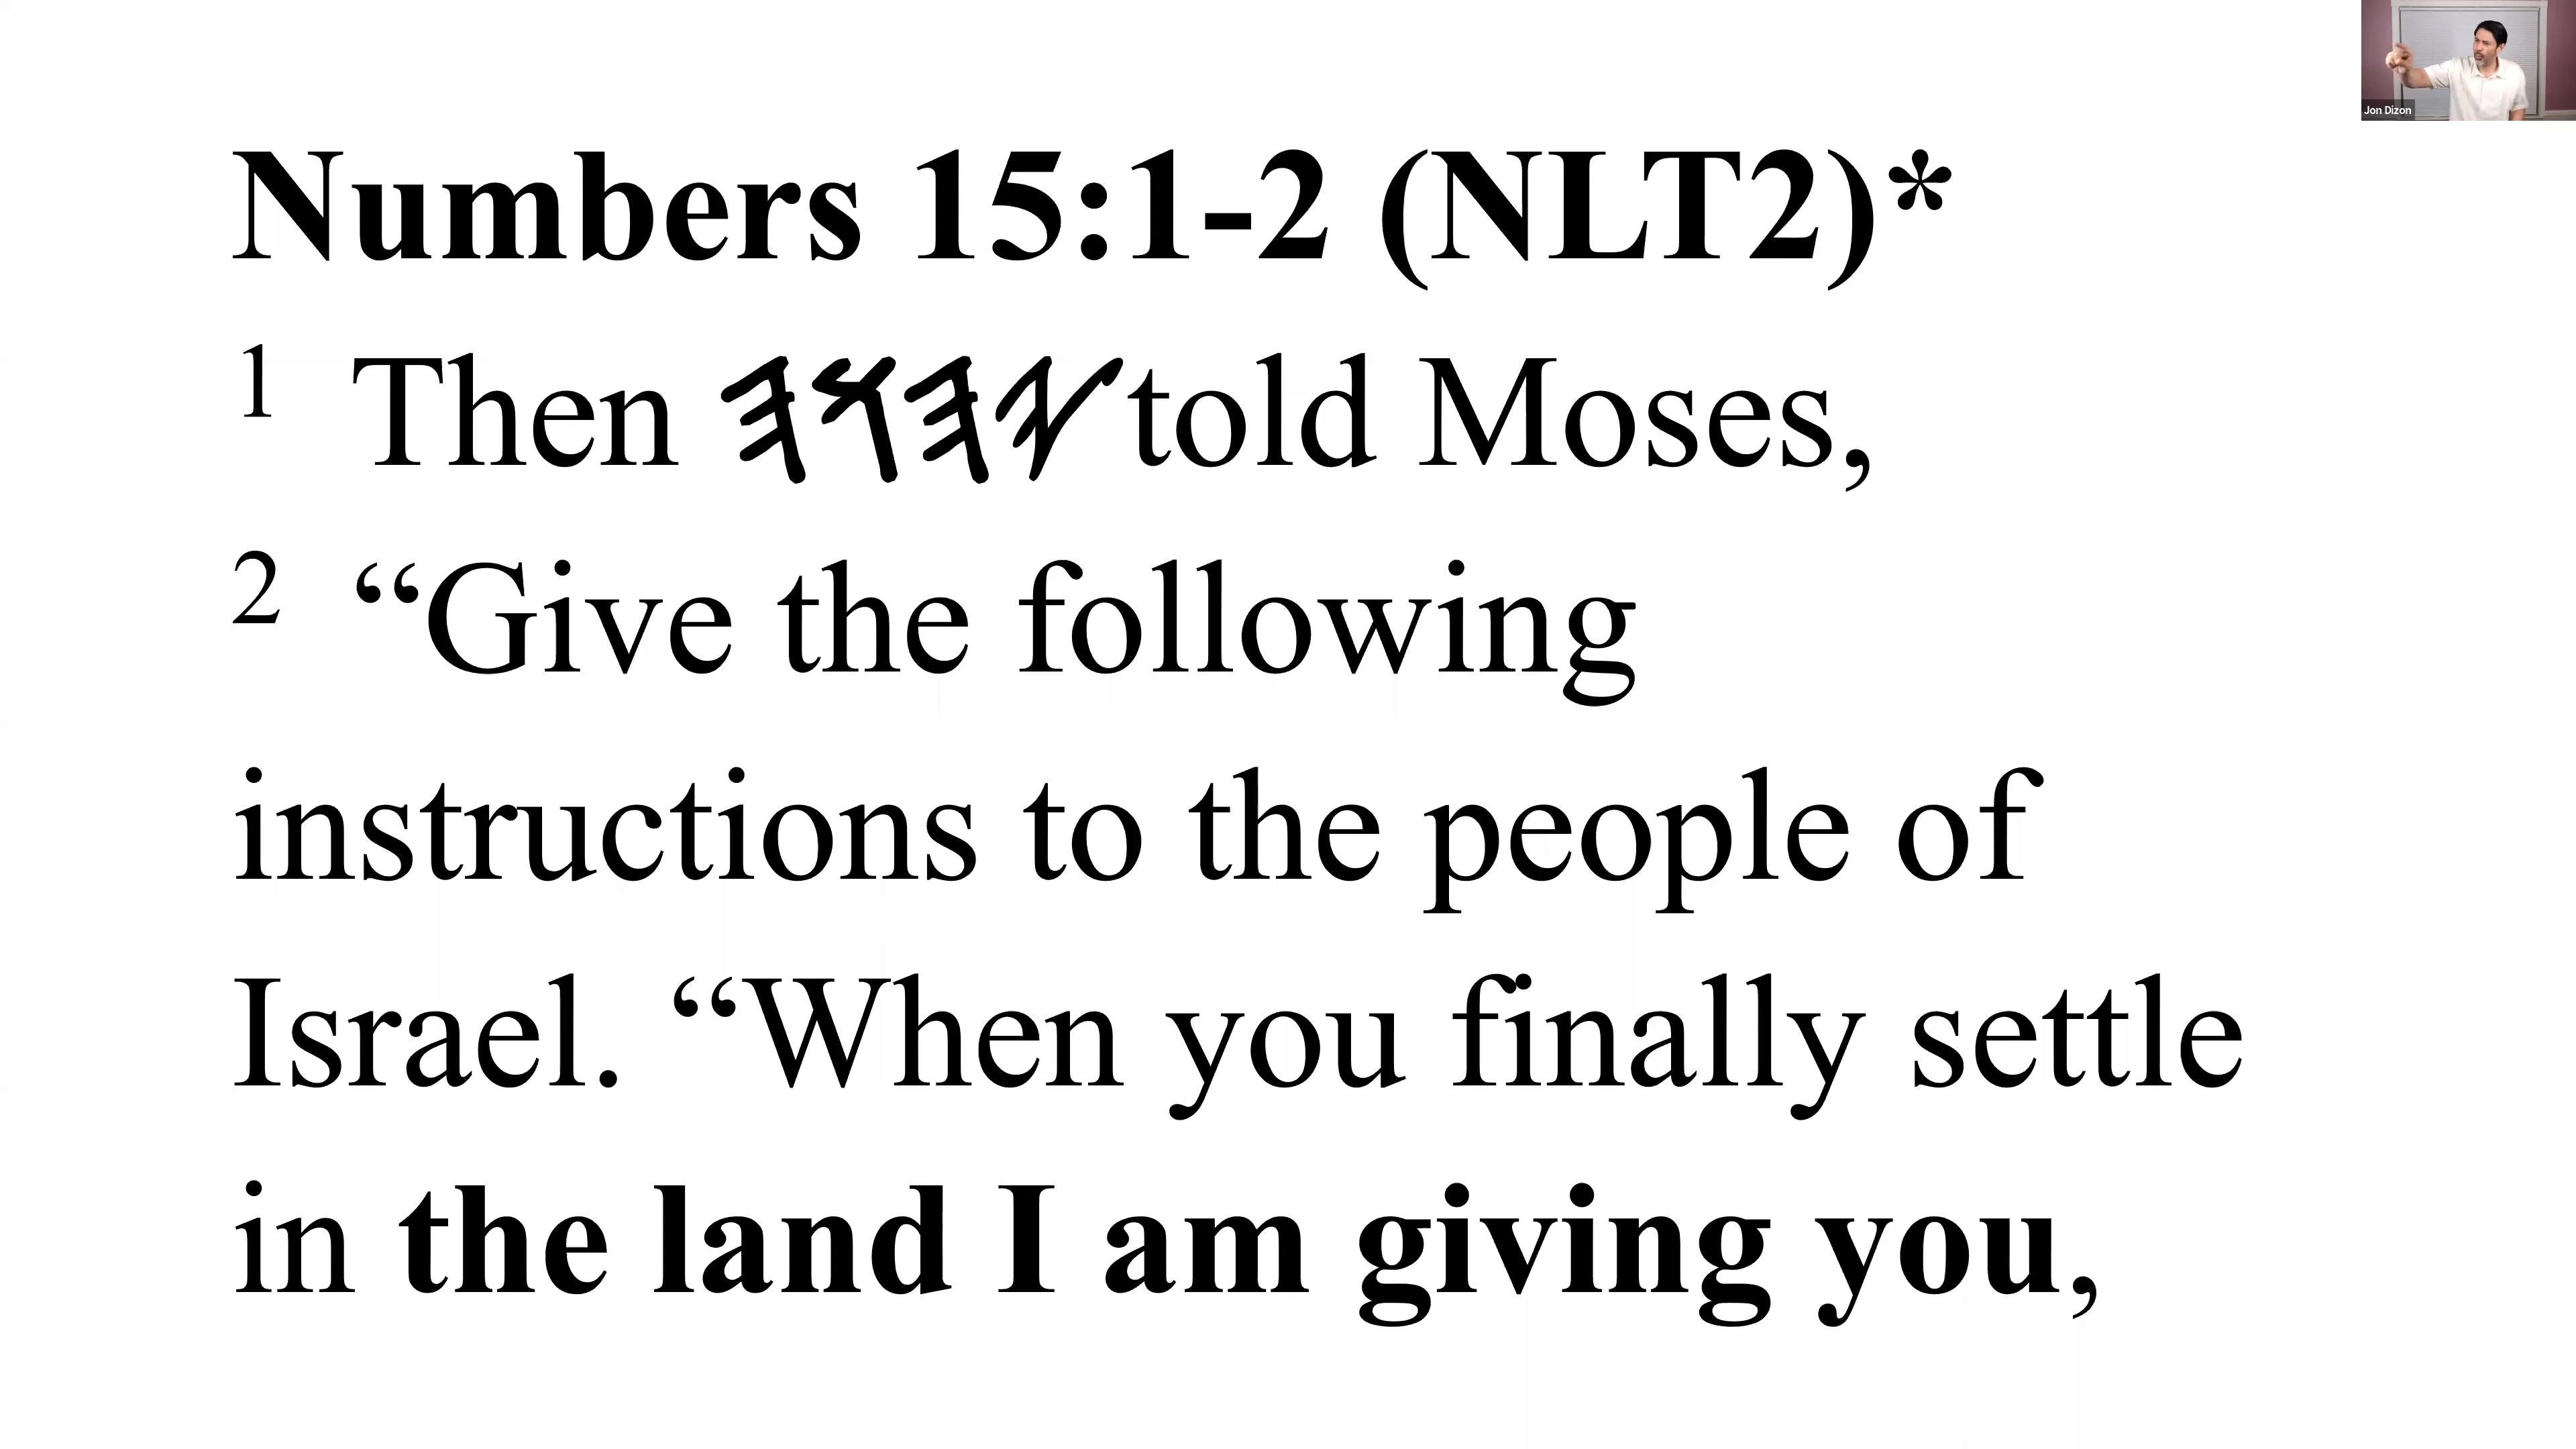 Jon Dizon
Numbers 15:1-2 (NLT2)*
1 Then 𐤉𐤄𐤅𐤄 told Moses,
2 “Give the following
instructions to the people of
Israel. “When you finally settle
in the land I am giving you,